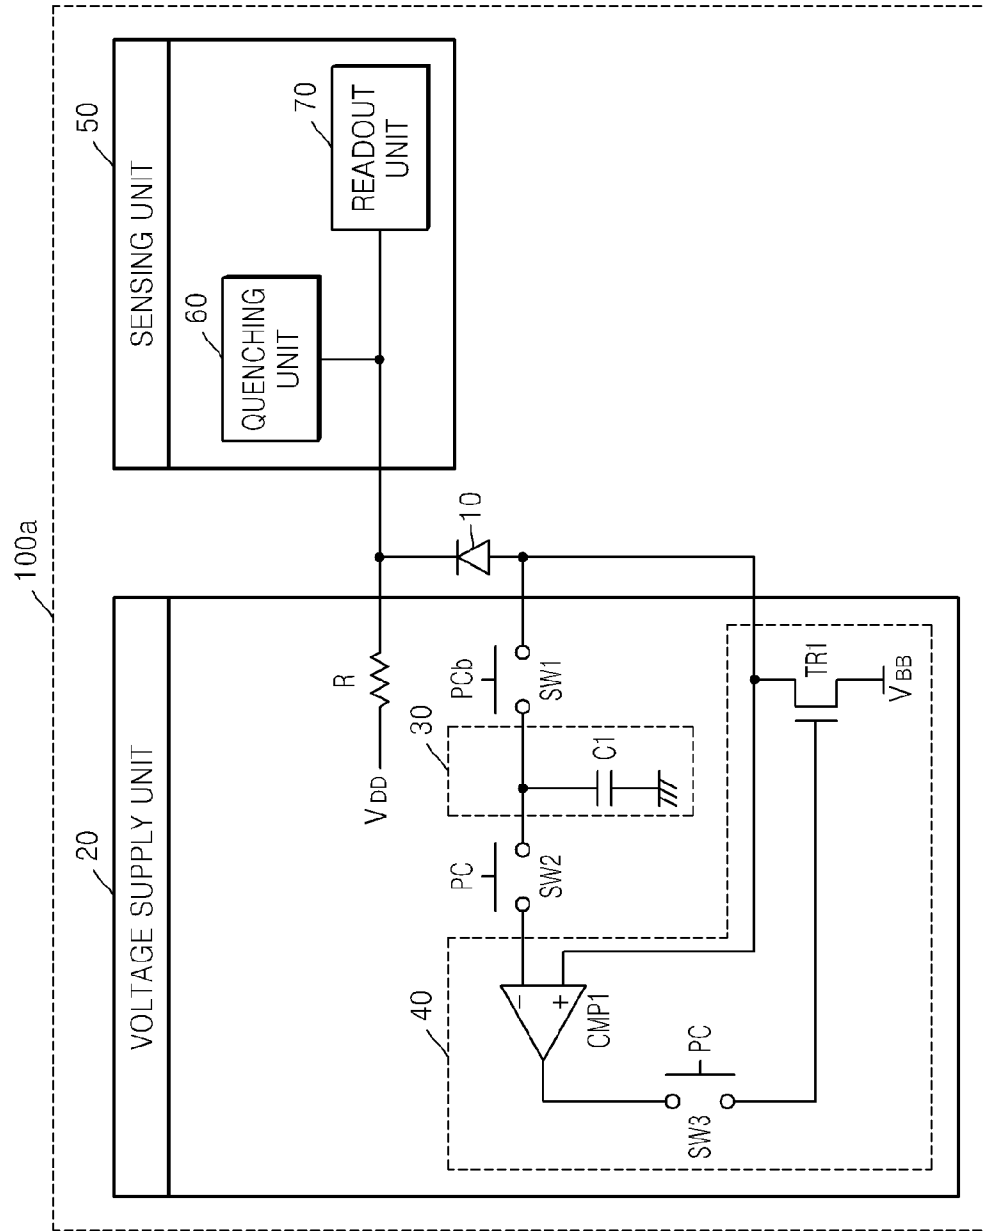 100a
20
VOLTAGE SUPPLY UNIT
50
SENSING UNIT
60
QUENCHING
UNIT
70
READOUT
UNIT
VDD
R
10
30
PC
SW2
PCb
SW1
C1
40
CMP1
−
+
SW3
PC
TR1
VBB